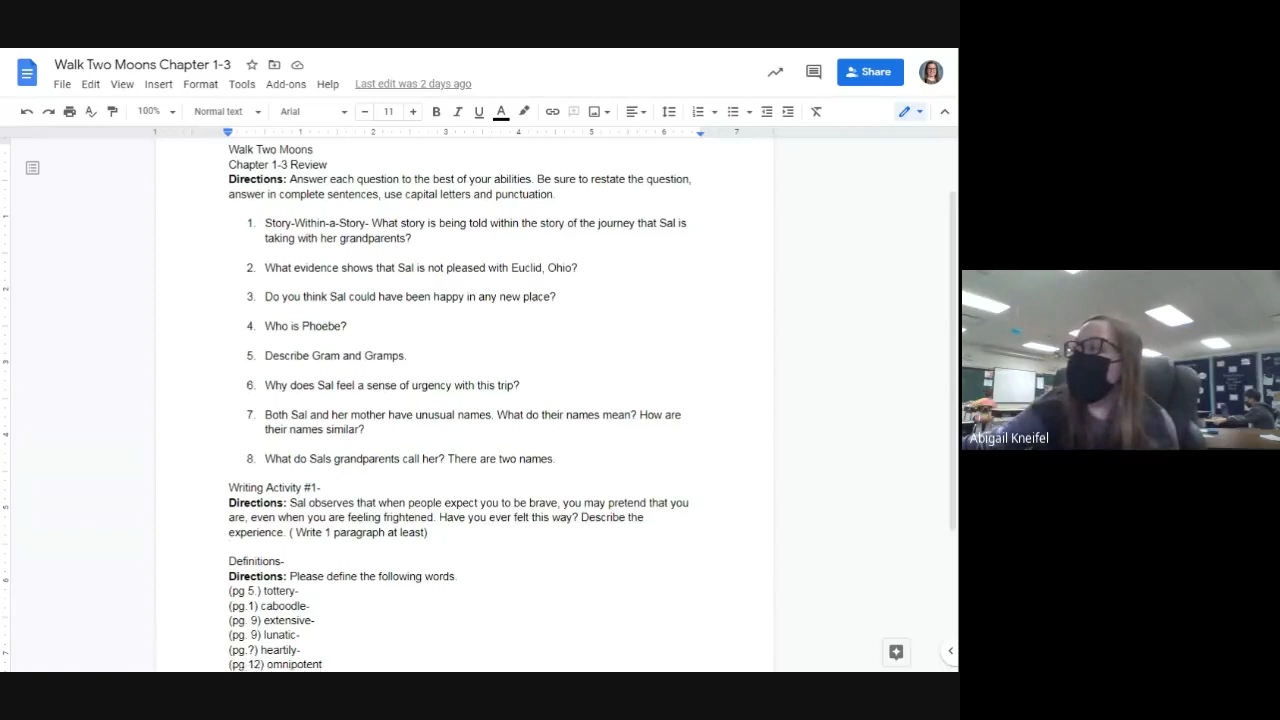 Walk Two Moons Chapter 1-3
File Edit View Insert Format Tools Add-ons Help Last edit was 2 days ago
Share
100% Normal text Arial 11
1 1 2 3 4 5 6 7
Walk Two Moons
Chapter 1-3 Review
Directions: Answer each question to the best of your abilities. Be sure to restate the question,
answer in complete sentences, use capital letters and punctuation.
1. Story-Within-a-Story- What story is being told within the story of the journey that Sal is
taking with her grandparents?
2. What evidence shows that Sal is not pleased with Euclid, Ohio?
3. Do you think Sal could have been happy in any new place?
4. Who is Phoebe?
5. Describe Gram and Gramps.
6. Why does Sal feel a sense of urgency with this trip?
7. Both Sal and her mother have unusual names. What do their names mean? How are
their names similar?
8. What do Sals grandparents call her? There are two names.
Writing Activity #1-
Directions: Sal observes that when people expect you to be brave, you may pretend that you
are, even when you are feeling frightened. Have you ever felt this way? Describe the
experience. ( Write 1 paragraph at least)
Definitions-
Directions: Please define the following words.
(pg 5.) tottery-
(pg.1) caboodle-
(pg. 9) extensive-
(pg. 9) lunatic-
(pg.?) heartily-
(pg.12) omnipotent
Abigail Kneifel